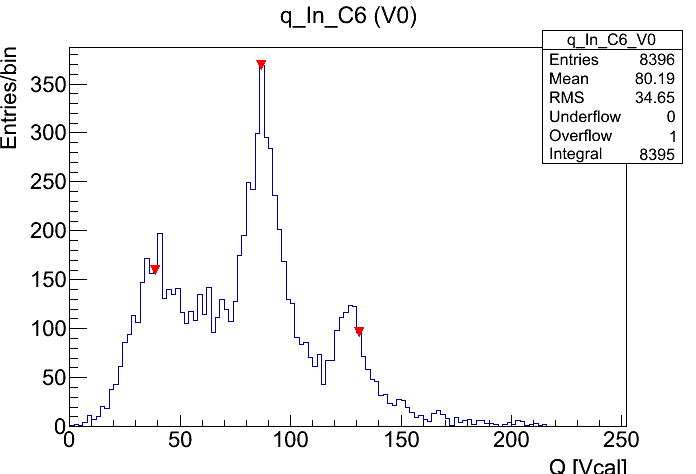 q_In_C6 (V0)
q_In_C6_V0
Entries 8396
Mean 80.19
RMS 34.65
Underflow 0
Overflow 1
Integral 8395
Entries/bin
350
300
250
200
150
100
50
0
0 50 100 150 200 250
Q [Vcal]